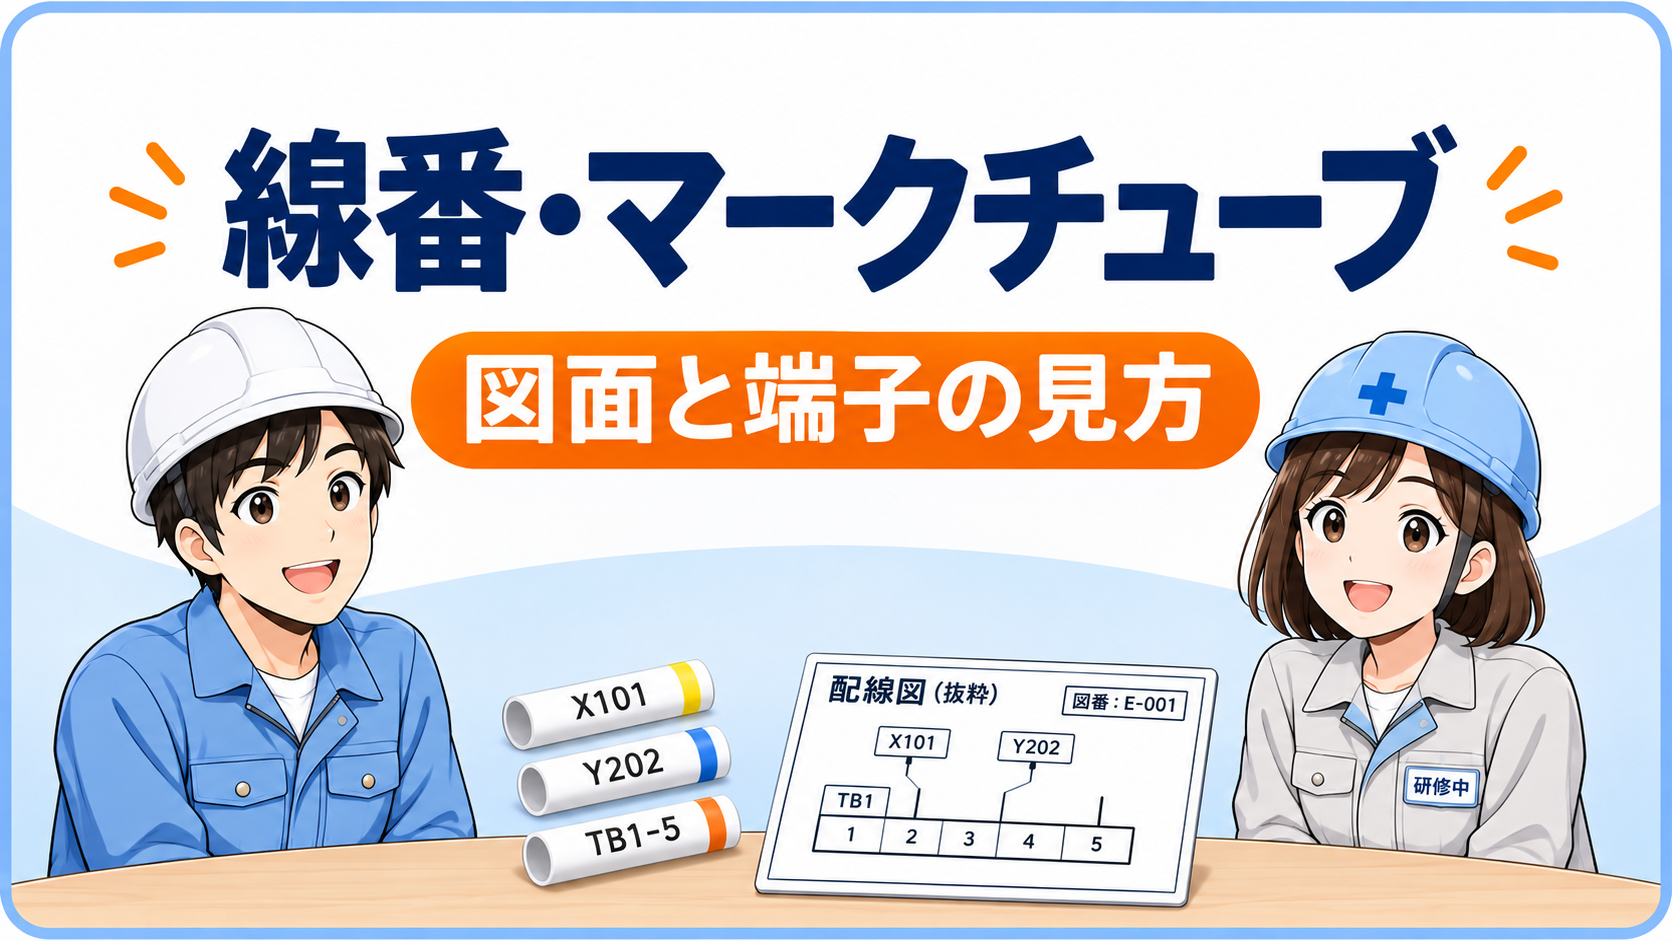 線番・マークチューブ
図面と端子の見方
X101
Y202
TB1-5
配線図（抜粋）
図番：E-001
X101
Y202
TB1
1 2 3 4 5
研修中